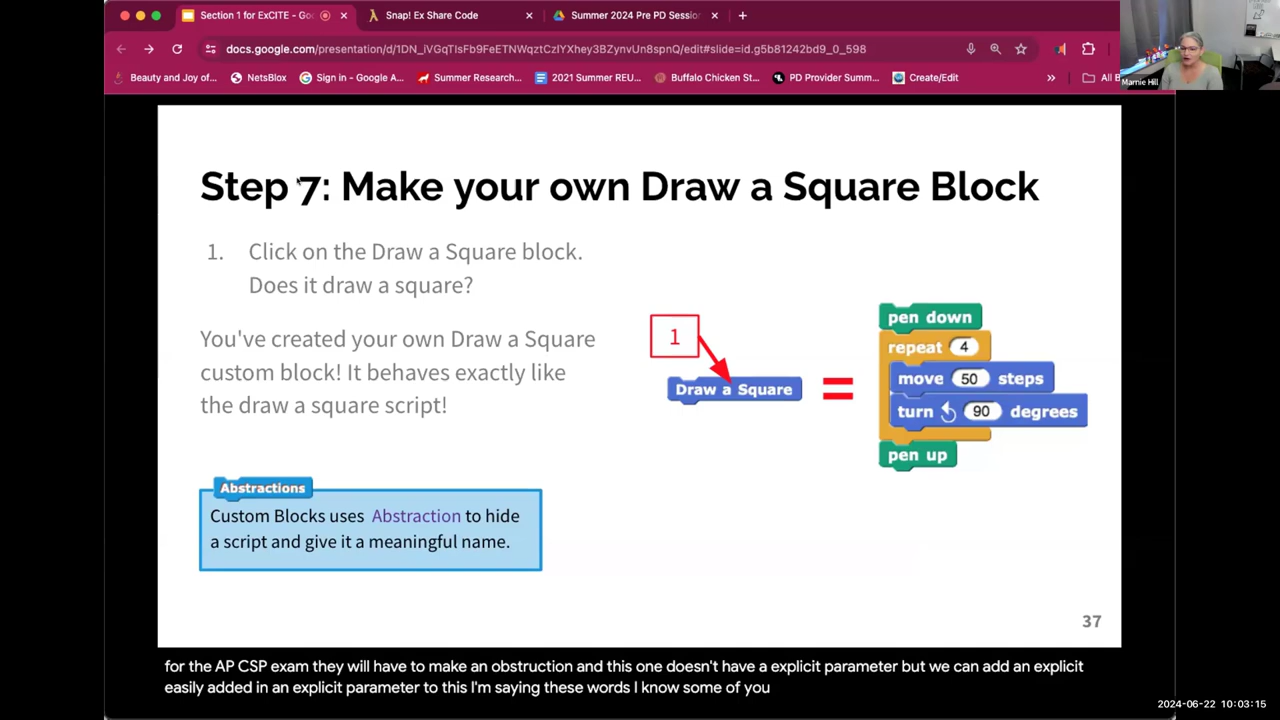 Section 1 for ExCITE - Goo
Snap! Ex Share Code
Summer 2024 Pre PD Session
docs.google.com/presentation/d/1DN_iVGqTIsFb9FeETNWqztCzIYXhey3BZynvUn8spnQ/edit#slide=id.g5b81242bd9_0_598
Beauty and Joy of...
NetsBlox
Sign in - Google A...
Summer Research...
2021 Summer REU...
Buffalo Chicken St...
PD Provider Summ...
Create/Edit
»
All B
Marnie Hill
Step 7: Make your own Draw a Square Block
1. Click on the Draw a Square block.
Does it draw a square?
You've created your own Draw a Square
custom block! It behaves exactly like
the draw a square script!
1
Draw a Square
=
pen down
repeat 4
move 50 steps
turn 90 degrees
pen up
Abstractions
Custom Blocks uses Abstraction to hide
a script and give it a meaningful name.
37
for the AP CSP exam they will have to make an obstruction and this one doesn't have a explicit parameter but we can add an explicit
easily added in an explicit parameter to this I'm saying these words I know some of you
2024-06-22 10:03:15